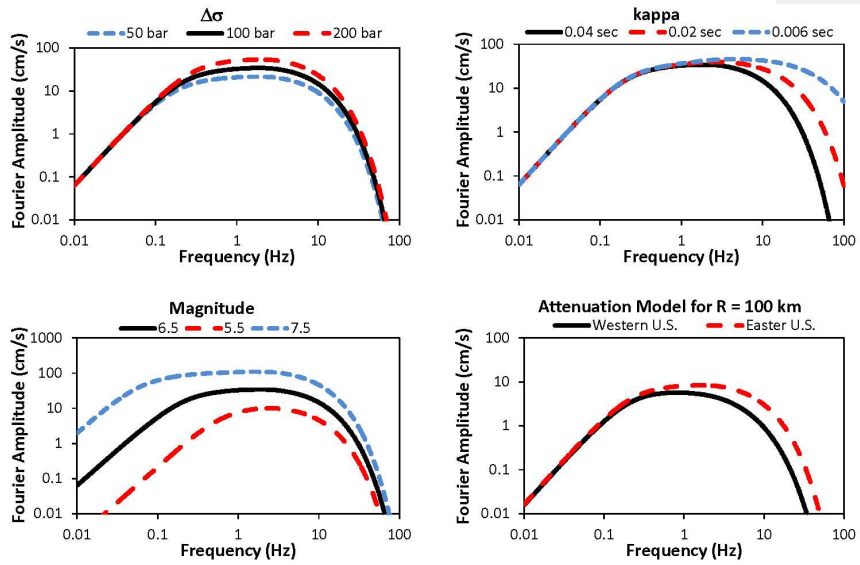 Δσ
50 bar 100 bar 200 bar
Fourier Amplitude (cm/s)
100
10
1
0.1
0.01
0.01 0.1 1 10 100
Frequency (Hz)
kappa
0.04 sec 0.02 sec 0.006 sec
Fourier Amplitude (cm/s)
100
10
1
0.1
0.01
0.01 0.1 1 10 100
Frequency (Hz)
Magnitude
6.5 5.5 7.5
Fourier Amplitude (cm/s)
1000
100
10
1
0.1
0.01
0.01 0.1 1 10 100
Frequency (Hz)
Attenuation Model for R = 100 km
Western U.S. Easter U.S.
Fourier Amplitude (cm/s)
100
10
1
0.1
0.01
0.01 0.1 1 10 100
Frequency (Hz)